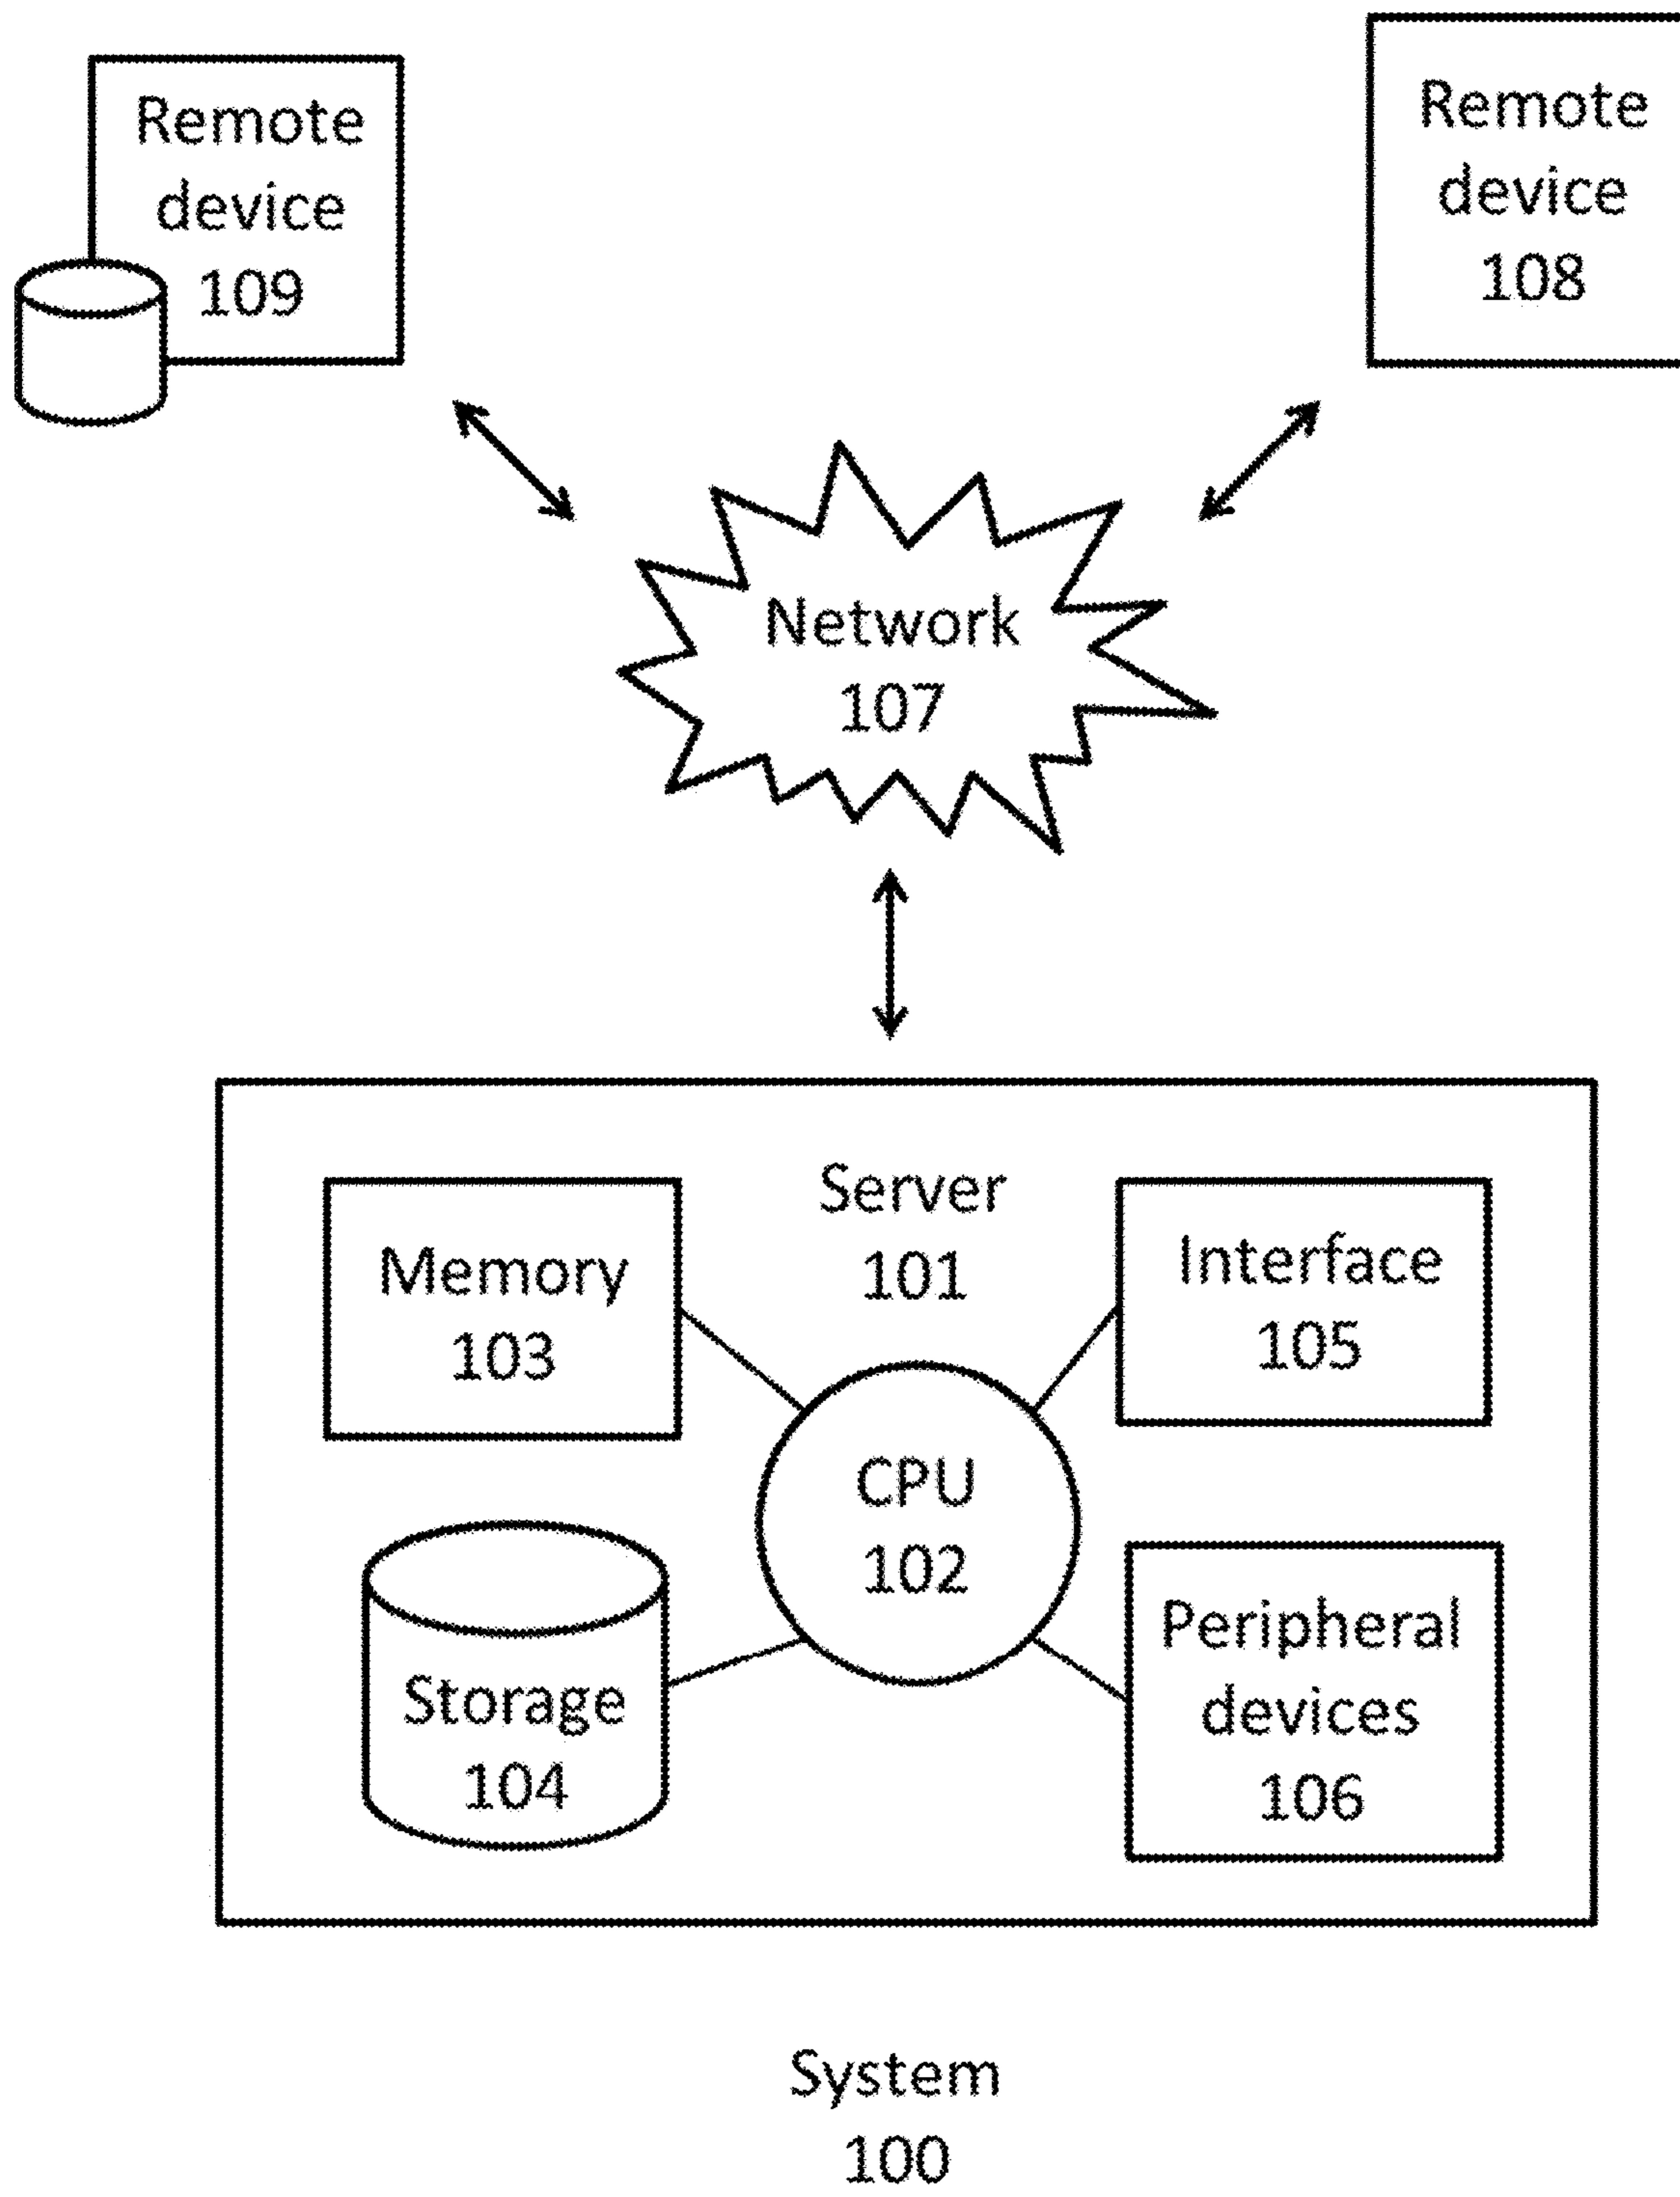 Remote
device
109
Remote
device
108
Network
107
Server
101
Memory
103
Interface
105
CPU
102
Storage
104
Peripheral
devices
106
System
100